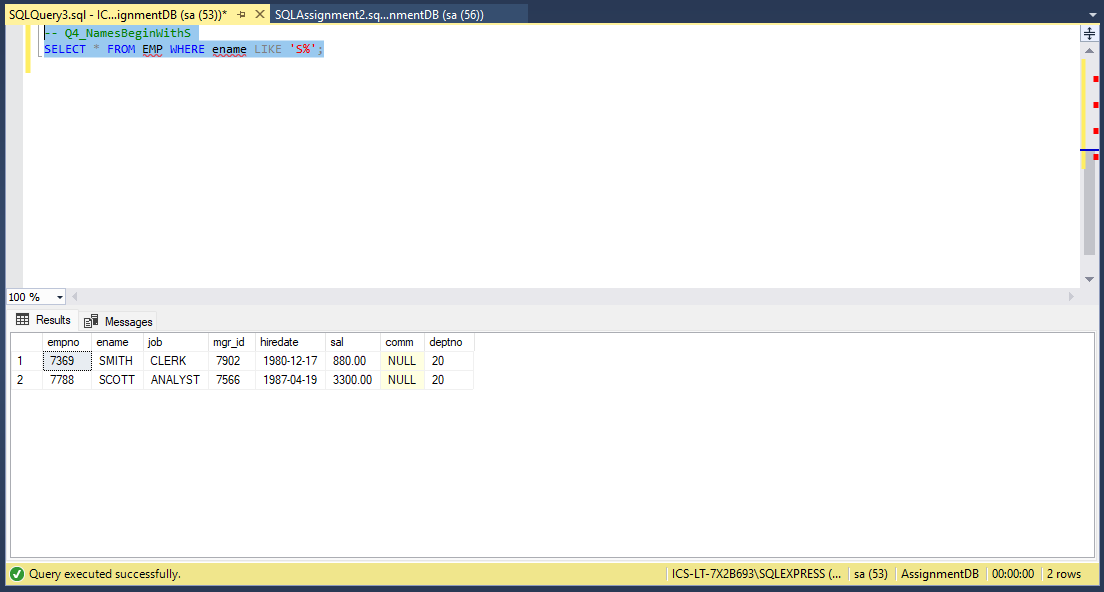 SQLQuery3.sql - IC...ignmentDB (sa (53))* SQLAssignment2.sq...nmentDB (sa (56))
-- Q4_NamesBeginWithS
SELECT * FROM EMP WHERE ename LIKE 'S%';
100 %
Results Messages
empno ename job mgr_id hiredate sal comm deptno
1 7369 SMITH CLERK 7902 1980-12-17 880.00 NULL 20
2 7788 SCOTT ANALYST 7566 1987-04-19 3300.00 NULL 20
Query executed successfully. ICS-LT-7X2B693\SQLEXPRESS (... sa (53) AssignmentDB 00:00:00 2 rows